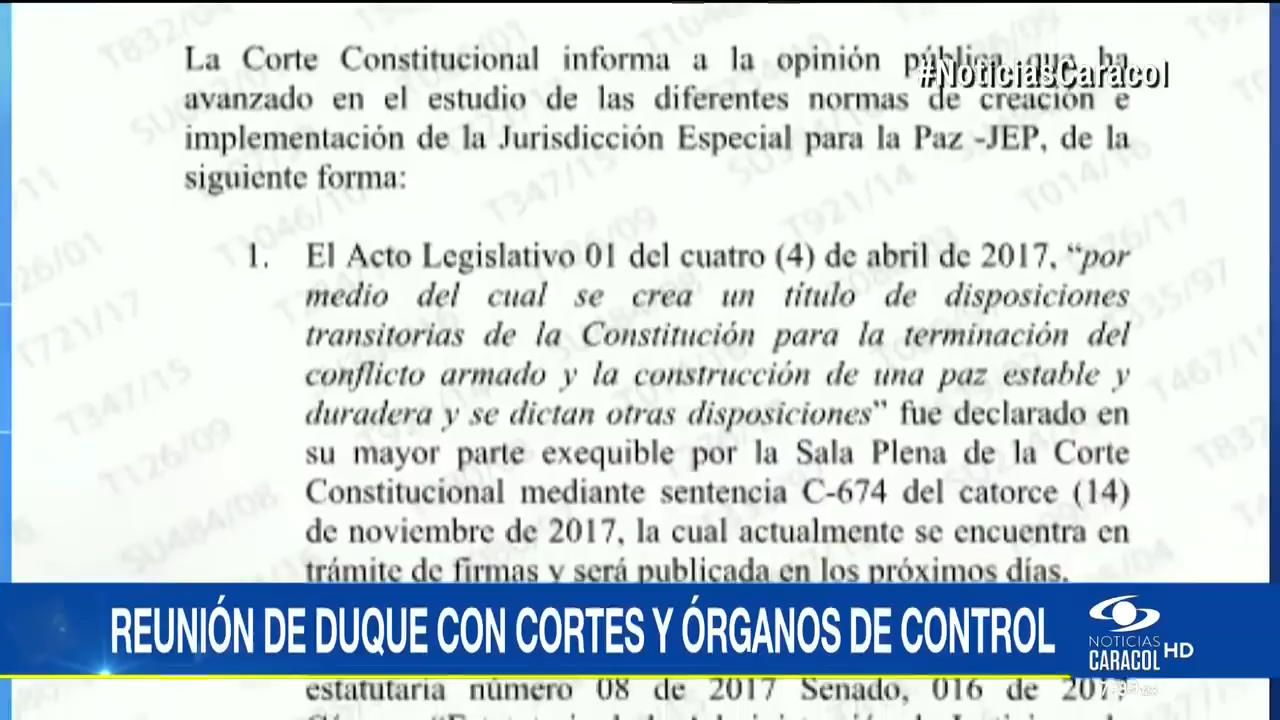 La Corte Constitucional informa a la opinión pública que ha
#NoticiasCaracol
avanzado en el estudio de las diferentes normas de creación e
implementación de la Jurisdicción Especial para la Paz -JEP, de la
siguiente forma:
1. El Acto Legislativo 01 del cuatro (4) de abril de 2017, “por
medio del cual se crea un título de disposiciones
transitorias de la Constitución para la terminación del
conflicto armado y la construcción de una paz estable y
duradera y se dictan otras disposiciones” fue declarado en
su mayor parte exequible por la Sala Plena de la Corte
Constitucional mediante sentencia C-674 del catorce (14)
de noviembre de 2017, la cual actualmente se encuentra en
trámite de firmas y será publicada en los próximos días.
REUNIÓN DE DUQUE CON CORTES Y ÓRGANOS DE CONTROL
NOTICIAS
CARACOL HD
estatutaria número 08 de 2017 Senado, 016 de 2017